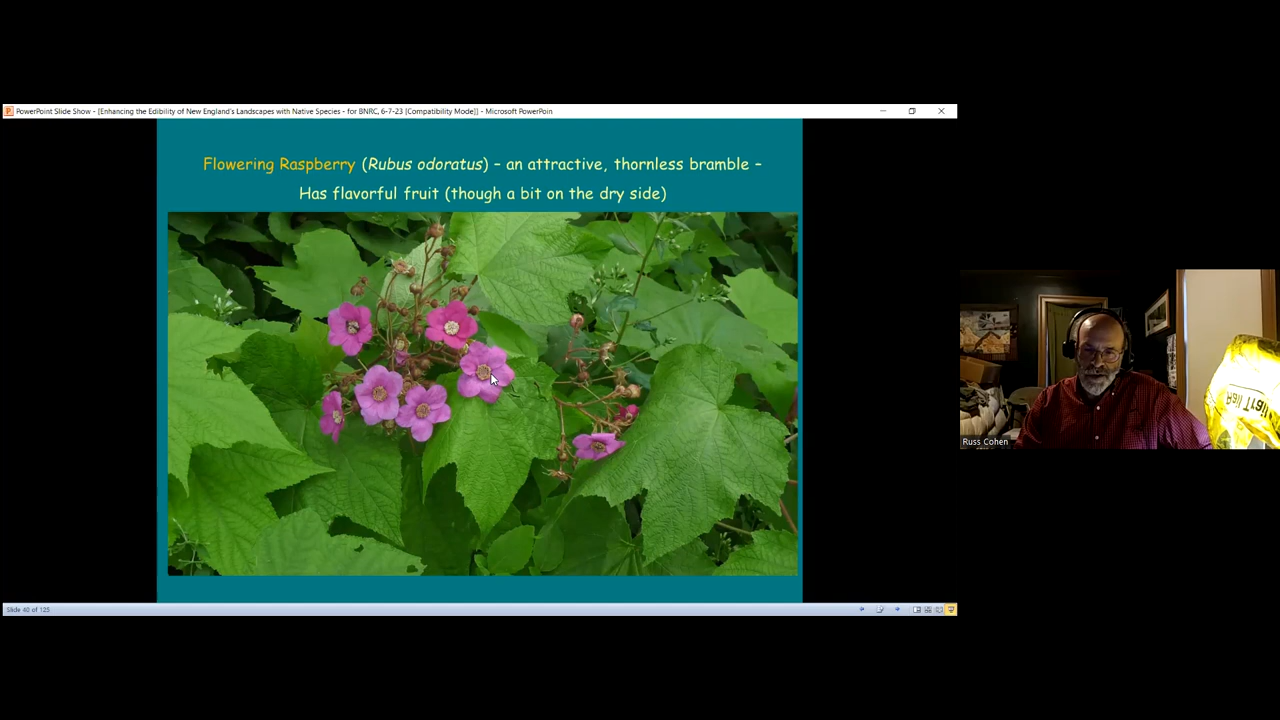 PowerPoint Slide Show - [Enhancing the Edibility of New England's Landscapes with Native Species - for BNRC, 6-7-23 [Compatibility Mode]] - Microsoft PowerPoin
Flowering Raspberry (Rubus odoratus) – an attractive, thornless bramble –
Has flavorful fruit (though a bit on the dry side)
Russ Cohen
Slide 40 of 125